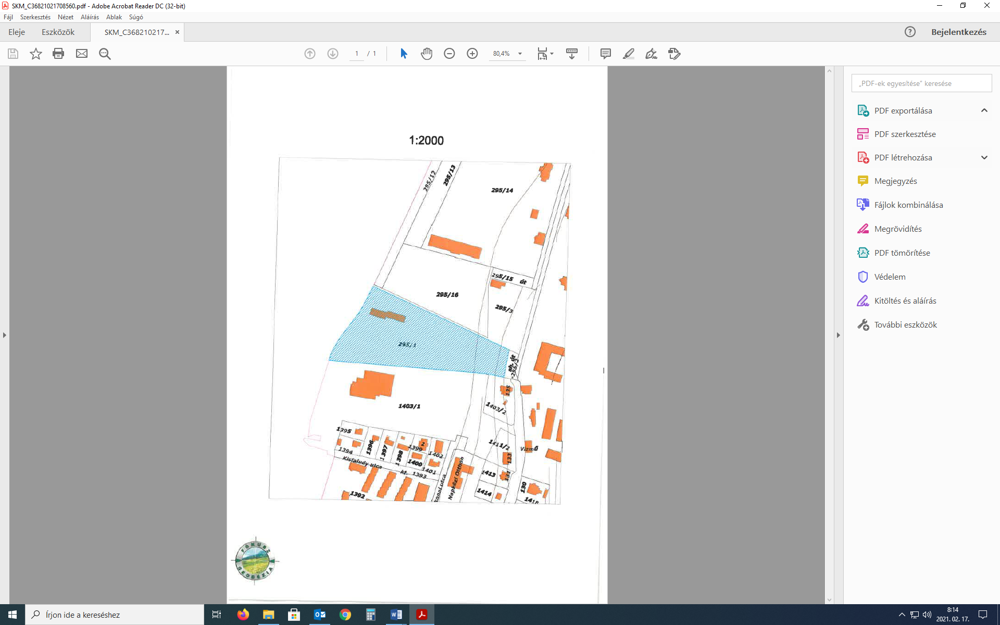 SKM_C36821021708560.pdf - Adobe Acrobat Reader DC (32-bit)
Fájl Szerkesztés Nézet Aláírás Ablak Súgó
Eleje Eszközök SKM_C368210217... ×
Bejelentkezés
1 / 1 80,4%
„PDF-ek egyesítése” keresése
PDF exportálása
PDF szerkesztése
PDF létrehozása
Megjegyzés
Fájlok kombinálása
Megrövidítés
PDF tömörítése
Védelem
Kitöltés és aláírás
További eszközök
1:2000
295/12
295/13
295/14
295/15 út
295/16
295/3
295/1
295/2
1403/1
135
1403/2
1395
1394
1396
1397
1398
1399
2
1400
1401
1402
1411/2
Vízmű
133
Kisfaludy utca
kt. 1393
Napközi Otthon
1413
131
1414
130
1418
1392
FÓKUSZ
GEODÉZIA
Írjon ide a kereséshez
8:14
2021. 02. 17.